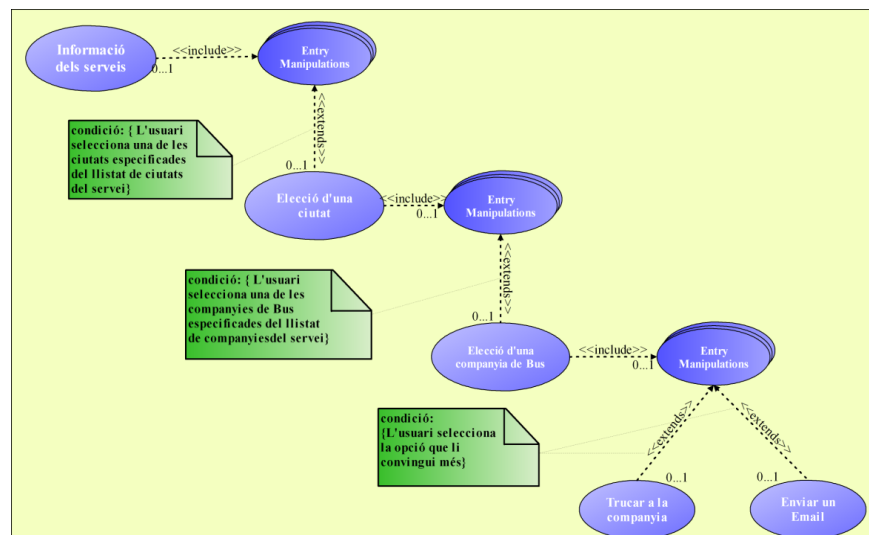 Informació
dels serveis
<<include>>
0...1
Entry
Manipulations
<<extends>>
0...1
condició: { L'usuari
selecciona una de les
ciutats especificades
del llistat de ciutats
del servei}
Elecció d'una
ciutat
<<include>>
0...1
Entry
Manipulations
<<extends>>
0...1
condició: { L'usuari
selecciona una de les
companyies de Bus
especificades del llistat
de companyiesdel servei}
Elecció d'una
companyia de Bus
<<include>>
0...1
Entry
Manipulations
condició:
{L'usuari selecciona
la opció que li
convingui més}
<<extends>>
<<extends>>
0...1
0...1
Trucar a la
companyia
Enviar un
Email